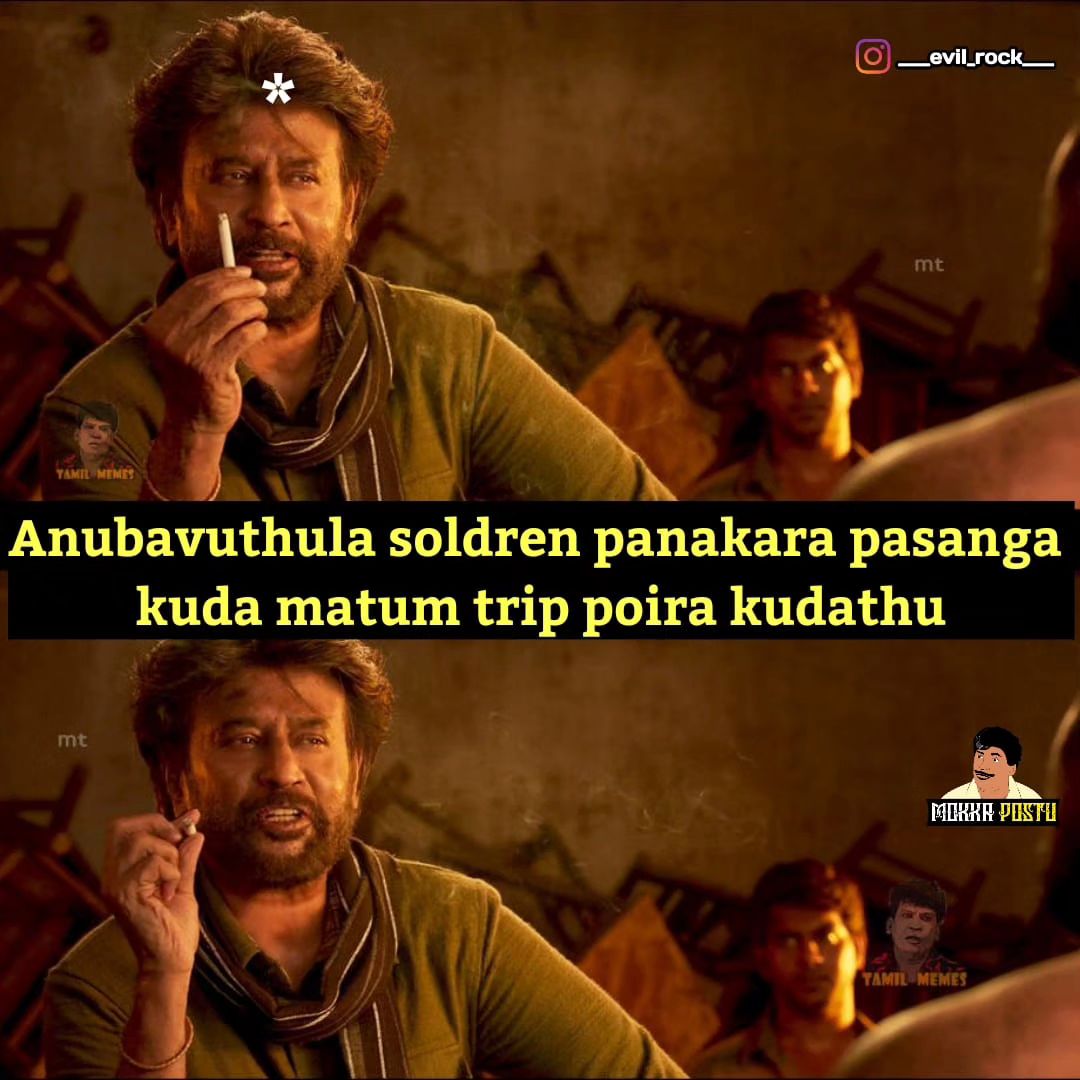 *
__evil_rock__
mt
TAMIL MEMES
Anubavuthula soldren panakara pasanga
kuda matum trip poira kudathu
mt
MOKKA POSTU
TAMIL MEMES